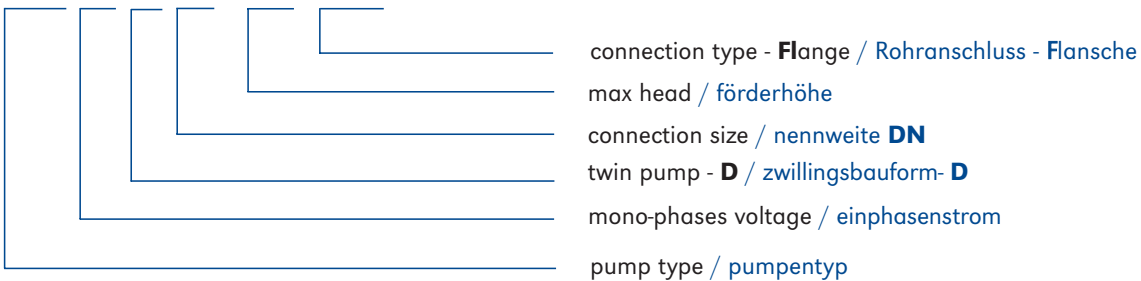 connection type - Flange / Rohranschluss - Flansche
max head / förderhöhe
connection size / nennweite DN
twin pump - D / zwillingsbauform- D
mono-phases voltage / einphasenstrom
pump type / pumpentyp